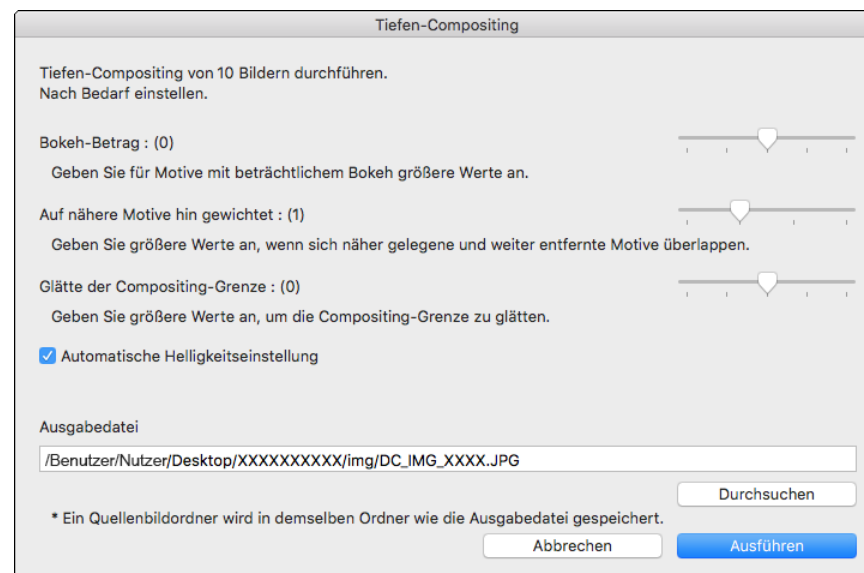 Tiefen-Compositing
Tiefen-Compositing von 10 Bildern durchführen.
Nach Bedarf einstellen.
Bokeh-Betrag : (0)
Geben Sie für Motive mit beträchtlichem Bokeh größere Werte an.
Auf nähere Motive hin gewichtet : (1)
Geben Sie größere Werte an, wenn sich näher gelegene und weiter entfernte Motive überlappen.
Glätte der Compositing-Grenze : (0)
Geben Sie größere Werte an, um die Compositing-Grenze zu glätten.
Automatische Helligkeitseinstellung
Ausgabedatei
/Benutzer/Nutzer/Desktop/XXXXXXXXXX/img/DC_IMG_XXXX.JPG
Durchsuchen
* Ein Quellenbildordner wird in demselben Ordner wie die Ausgabedatei gespeichert.
Abbrechen Ausführen